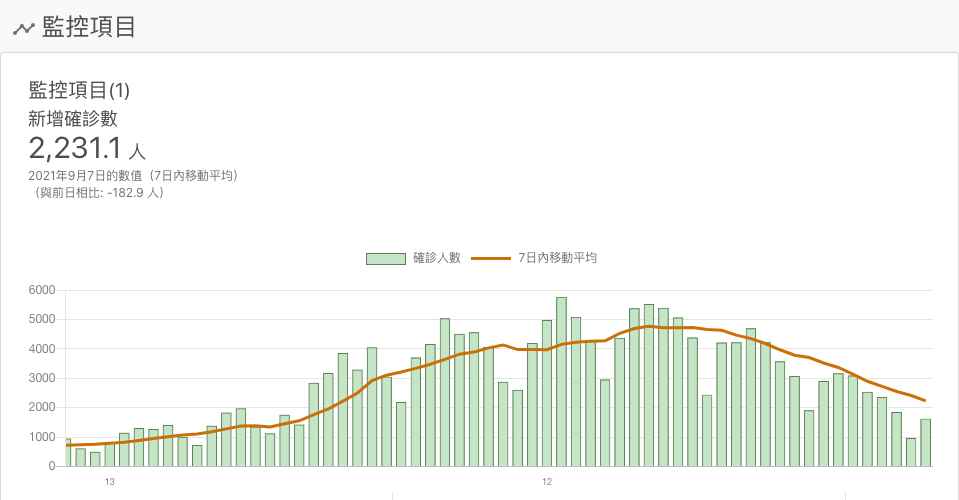 監控項目
監控項目(1)
新增確診數
2,231.1 人
2021年9月7日的數值（7日內移動平均）
（與前日相比: -182.9 人）
確診人數 7日內移動平均
6000
5000
4000
3000
2000
1000
0
13 12